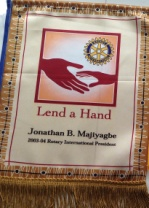 Lend a Hand
Jonathan B. Majiyagbe
2003-04 Rotary International President